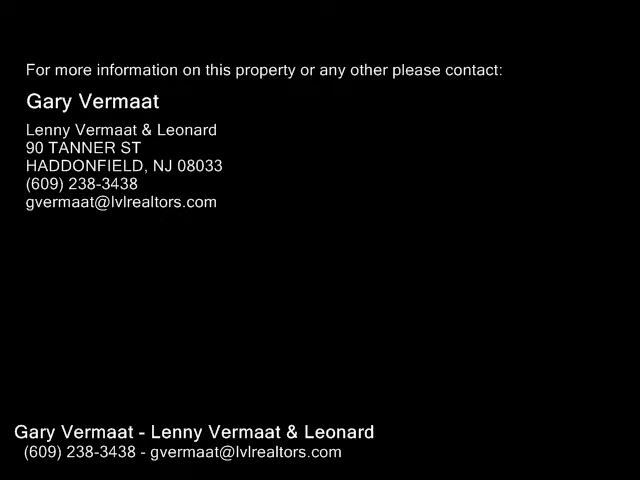 For more information on this property or any other please contact:
Gary Vermaat
Lenny Vermaat & Leonard
90 TANNER ST
HADDONFIELD, NJ 08033
(609) 238-3438
gvermaat@lvlrealtors.com
Gary Vermaat - Lenny Vermaat & Leonard
(609) 238-3438 - gvermaat@lvlrealtors.com